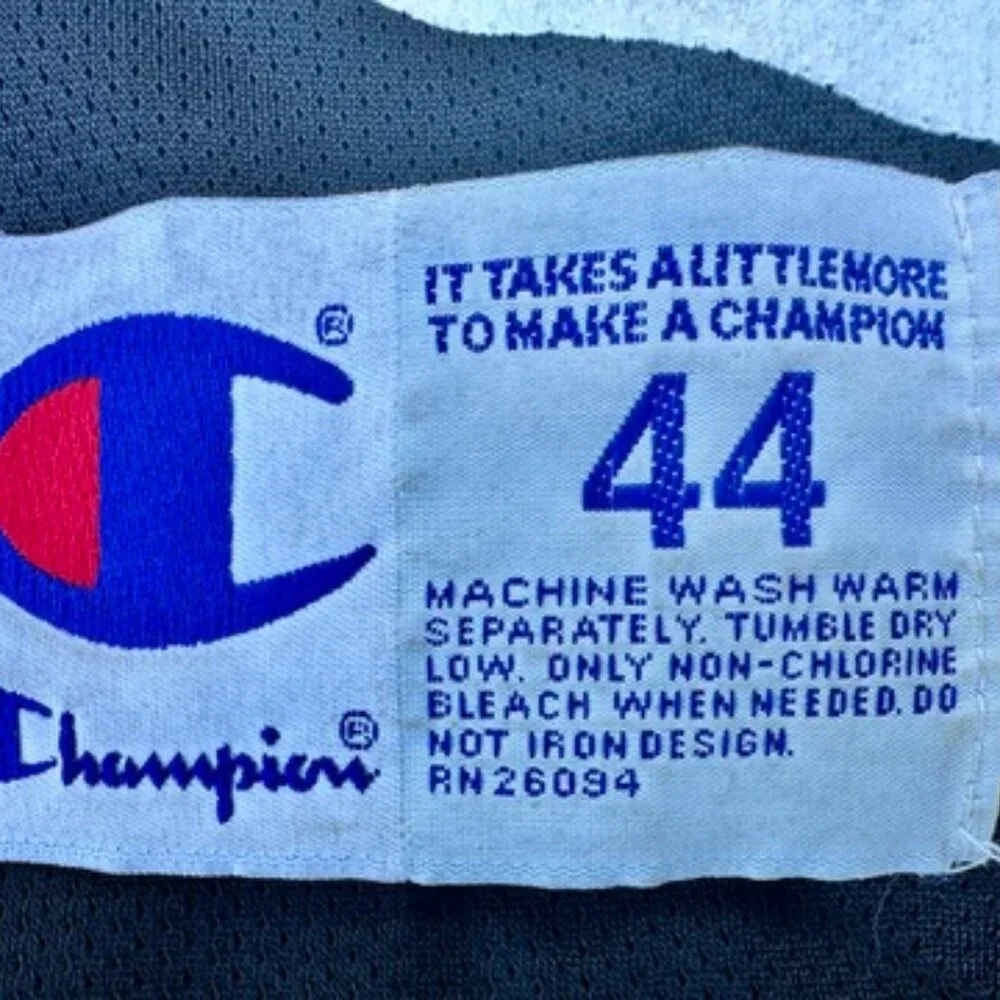 ®
Champion®
IT TAKES A LITTLE MORE
TO MAKE A CHAMPION
44
MACHINE WASH WARM
SEPARATELY. TUMBLE DRY
LOW. ONLY NON-CHLORINE
BLEACH WHEN NEEDED. DO
NOT IRON DESIGN.
RN 26094